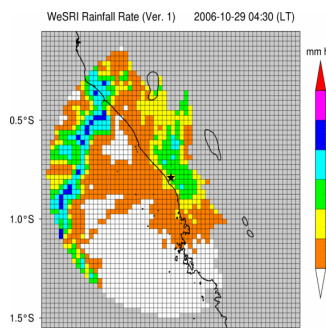 WeSRI Rainfall Rate (Ver. 1) 2006-10-29 04:30 (LT)
mm h
0.5°S
1.0°S
1.5°S